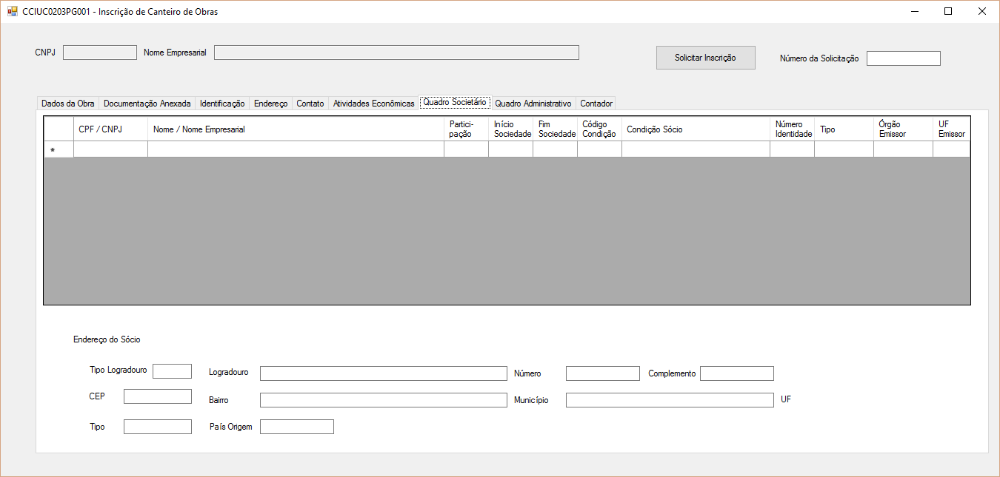 CCIUC0203PG001 - Inscrição de Canteiro de Obras
CNPJ Nome Empresarial Solicitar Inscrição Número da Solicitação
Dados da Obra Documentação Anexada Identificação Endereço Contato Atividades Econômicas Quadro Societário Quadro Administrativo Contador
CPF / CNPJ Nome / Nome Empresarial Partici-
pação Início
Sociedade Fim
Sociedade Código
Condição Condição Sócio Número
Identidade Tipo Órgão
Emissor UF
Emissor
*
Endereço do Sócio
Tipo Logradouro Logradouro Número Complemento
CEP Bairro Município UF
Tipo País Origem